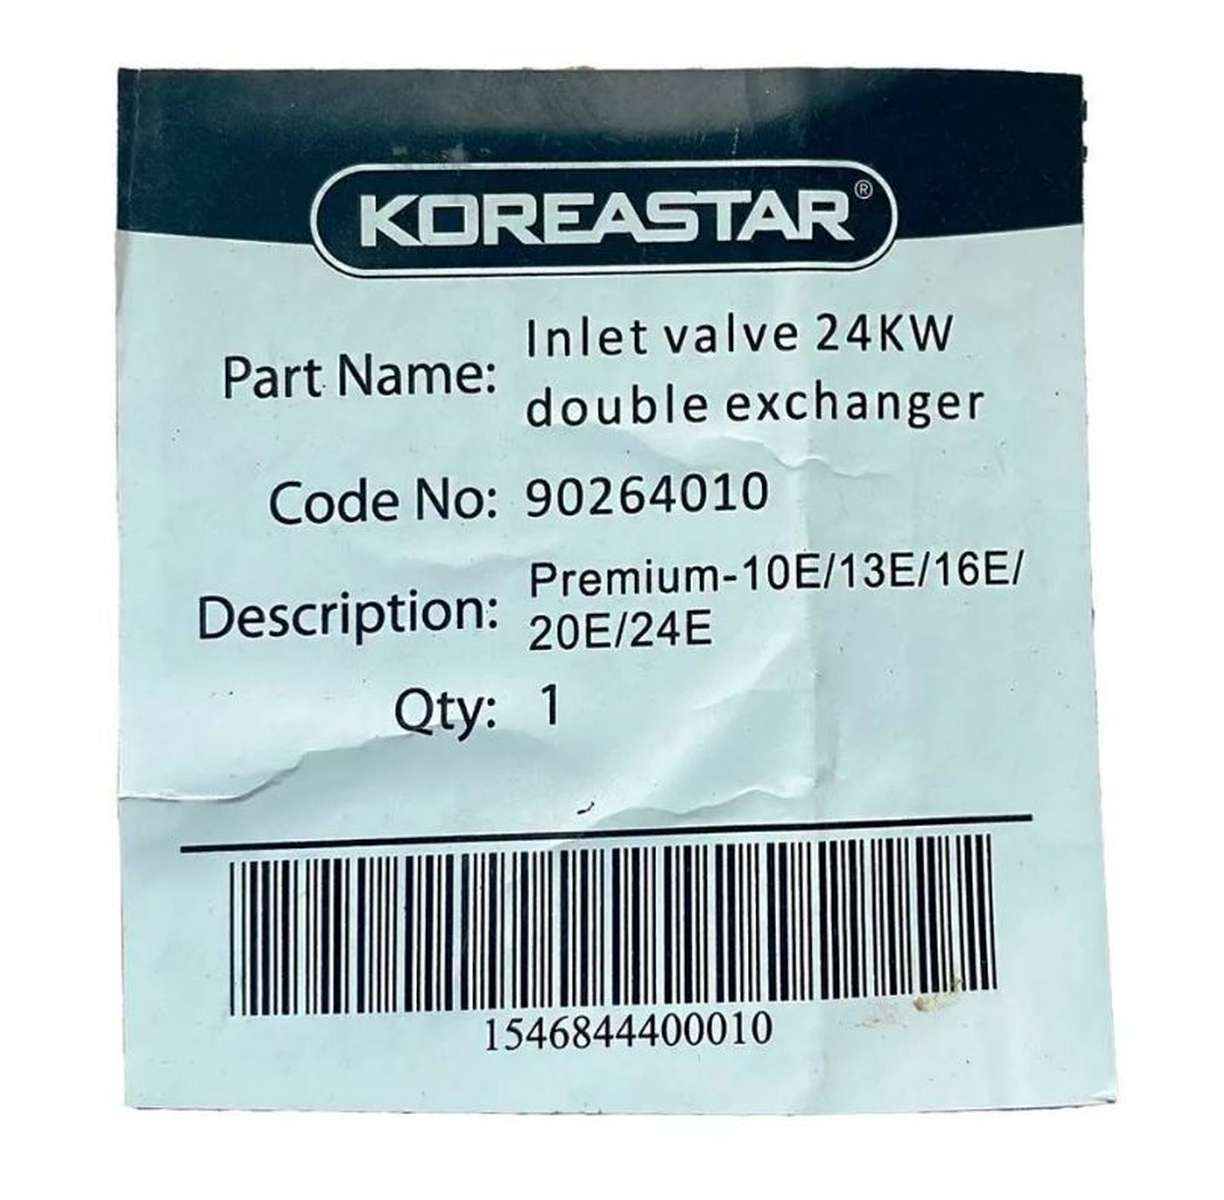 KOREASTAR®
Part Name: Inlet valve 24KW
double exchanger
Code No: 90264010
Description: Premium-10E/13E/16E/
20E/24E
Qty: 1
1546844400010